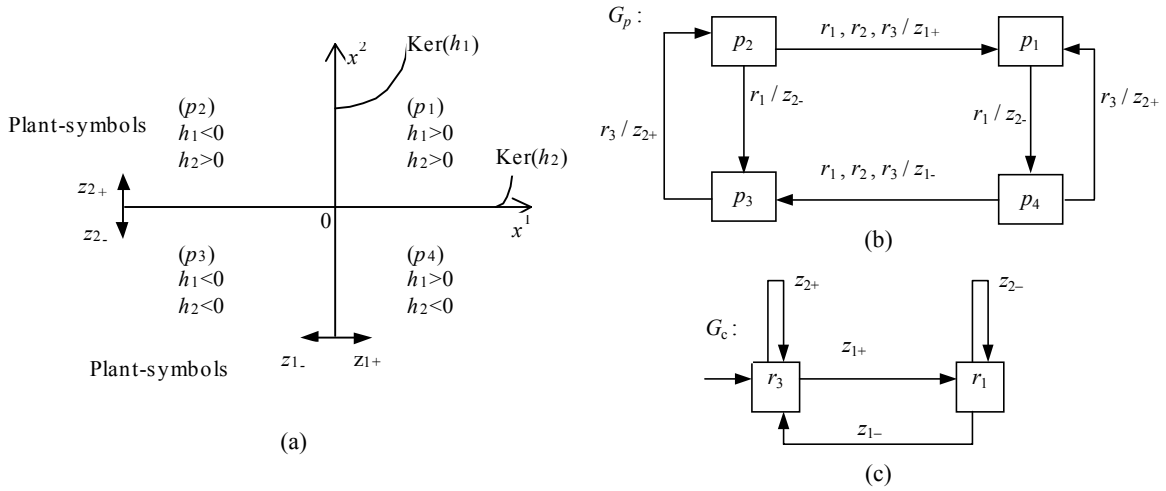 x²
Ker(h₁)
(p₂)
h₁<0
h₂>0
(p₁)
h₁>0
h₂>0
Plant-symbols
Ker(h₂)
z₂₊
z₂₋
0
x¹
(p₃)
h₁<0
h₂<0
(p₄)
h₁>0
h₂<0
z₁₋
z₁₊
Plant-symbols
(a)
Gₚ :
p₂
r₁ , r₂ , r₃ / z₁₊
p₁
r₁ / z₂₋
r₃ / z₂₊
r₁ / z₂₋
r₃ / z₂₊
p₃
r₁ , r₂ , r₃ / z₁₋
p₄
(b)
G_c :
z₂₊
z₂₋
z₁₊
r₃
r₁
z₁₋
(c)